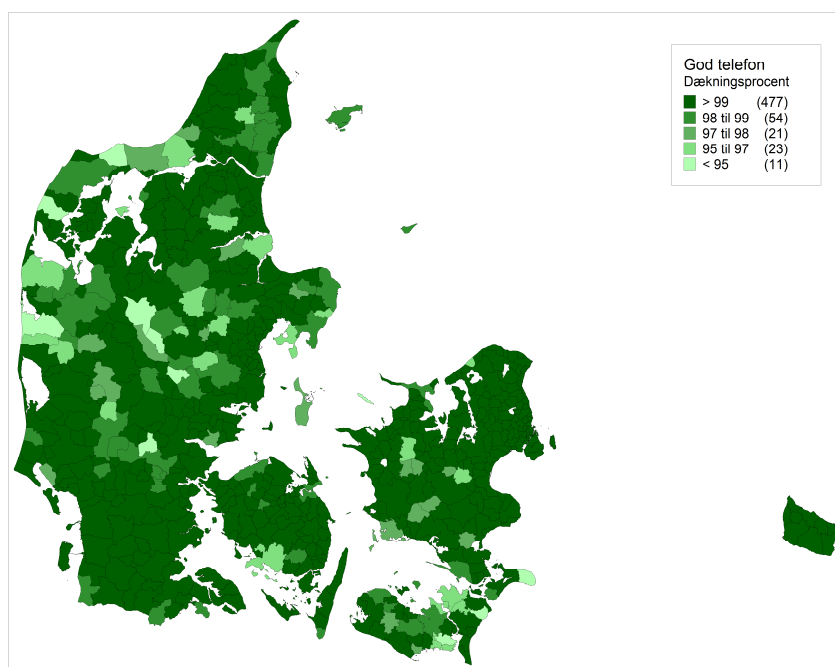 God telefon
Dækningsprocent
> 99 (477)
98 til 99 (54)
97 til 98 (21)
95 til 97 (23)
< 95 (11)